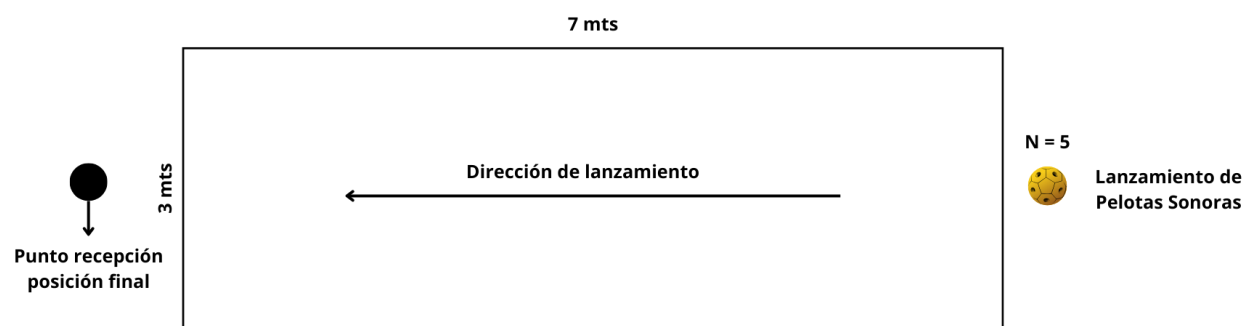 7 mts
N = 5
Dirección de lanzamiento
3 mts
Lanzamiento de
Pelotas Sonoras
Punto recepción
posición final